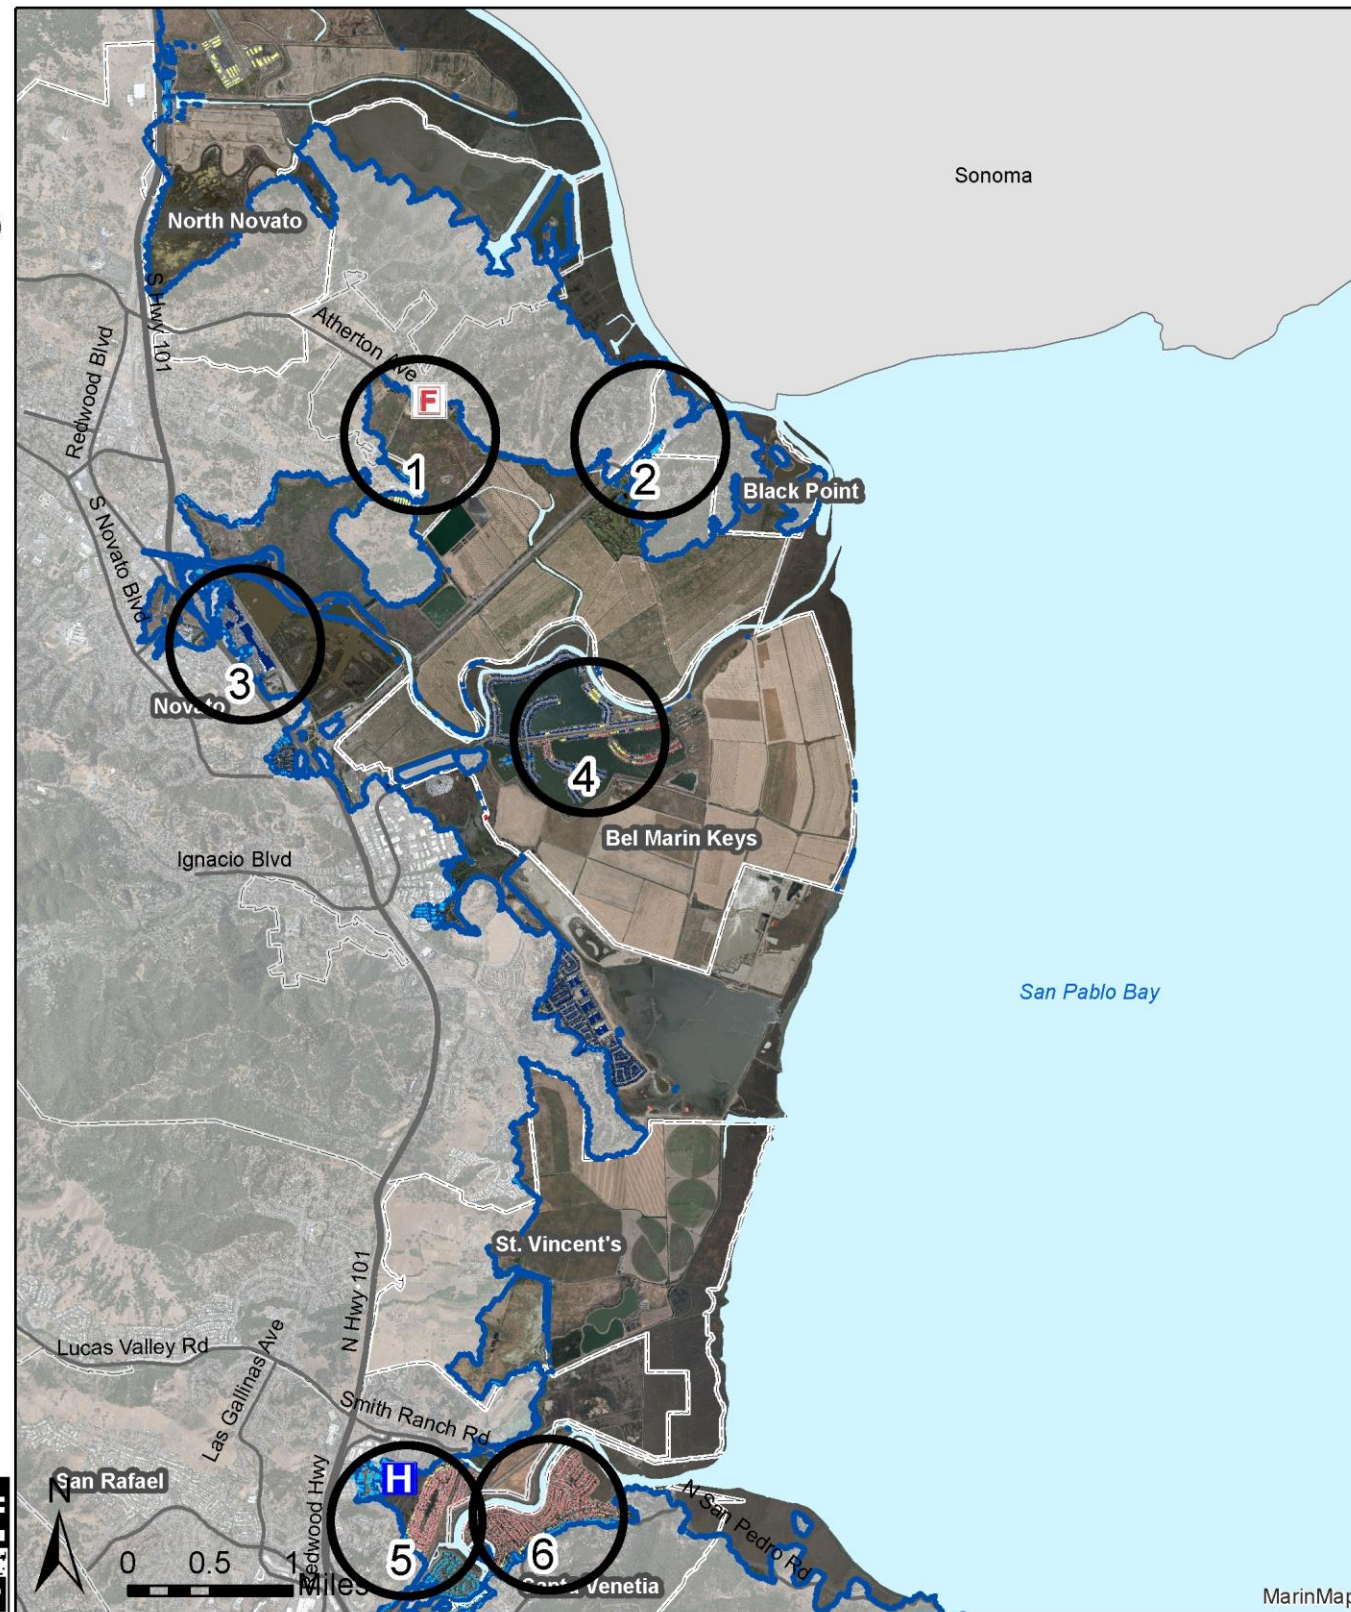 Sonoma
North Novato
S Hwy 101
Atherton Ave
Redwood Blvd
F
1
2
Black Point
S Novato Blvd
3
Novato
4
Bel Marin Keys
Ignacio Blvd
San Pablo Bay
St. Vincent's
N Hwy 101
Lucas Valley Rd
Las Gallinas Ave
Smith Ranch Rd
San Rafael
H
N
Redwood Hwy
N San Pedro Rd
5
6
0 0.5 1
Miles
Santa Venetia
MarinMap